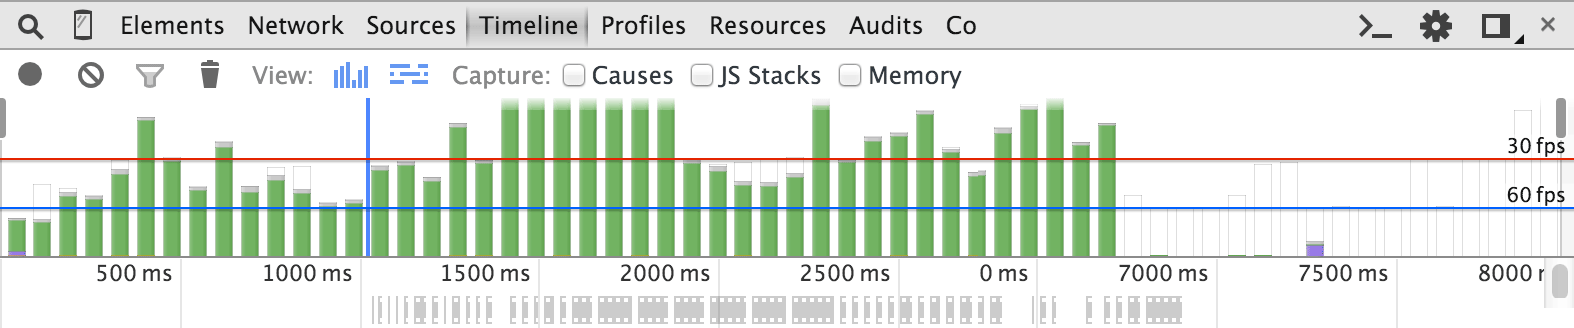 Elements Network Sources Timeline Profiles Resources Audits Co
View: Capture: Causes JS Stacks Memory
30 fps
60 fps
500 ms 1000 ms 1500 ms 2000 ms 2500 ms 0 ms 7000 ms 7500 ms 8000